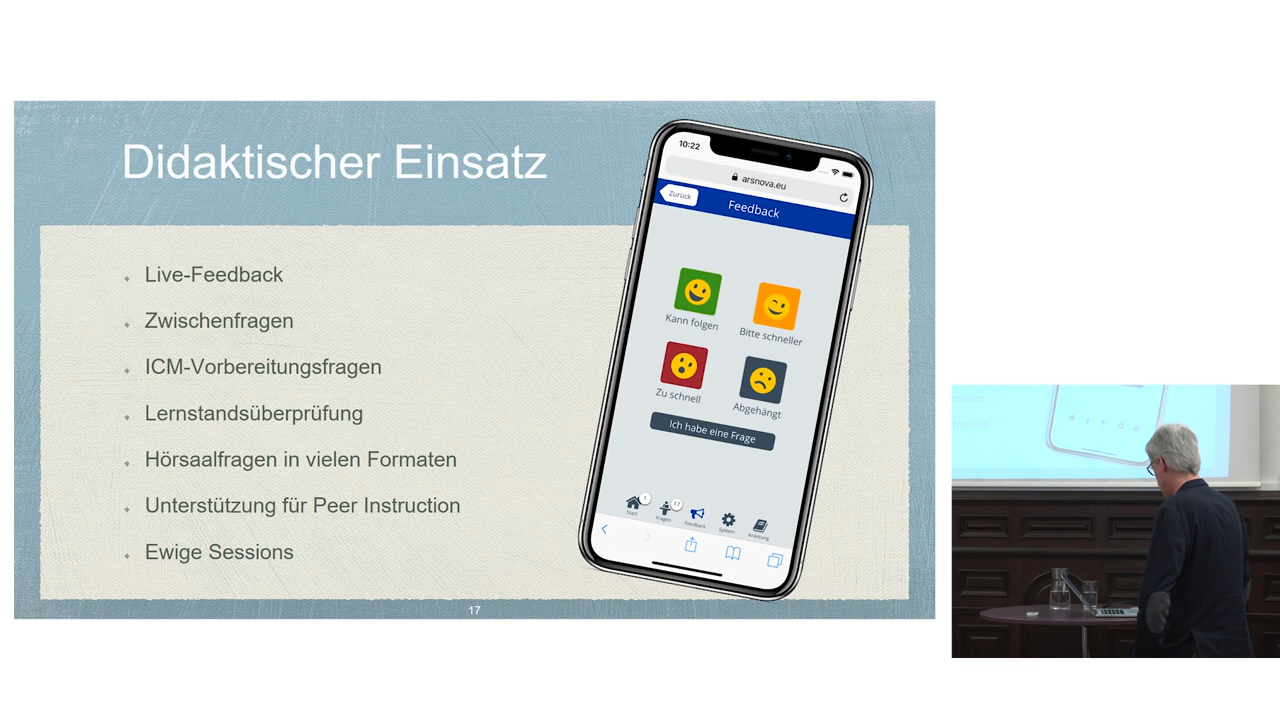 Didaktischer Einsatz
Live-Feedback
Zwischenfragen
ICM-Vorbereitungsfragen
Lernstandsüberprüfung
Hörsaalfragen in vielen Formaten
Unterstützung für Peer Instruction
Ewige Sessions
17
10:22
arsnova.eu
Zurück
Feedback
Kann folgen
Bitte schneller
Zu schnell
Abgehängt
Ich habe eine Frage
1
17
Start
Fragen
Feedback
System
Anleitung